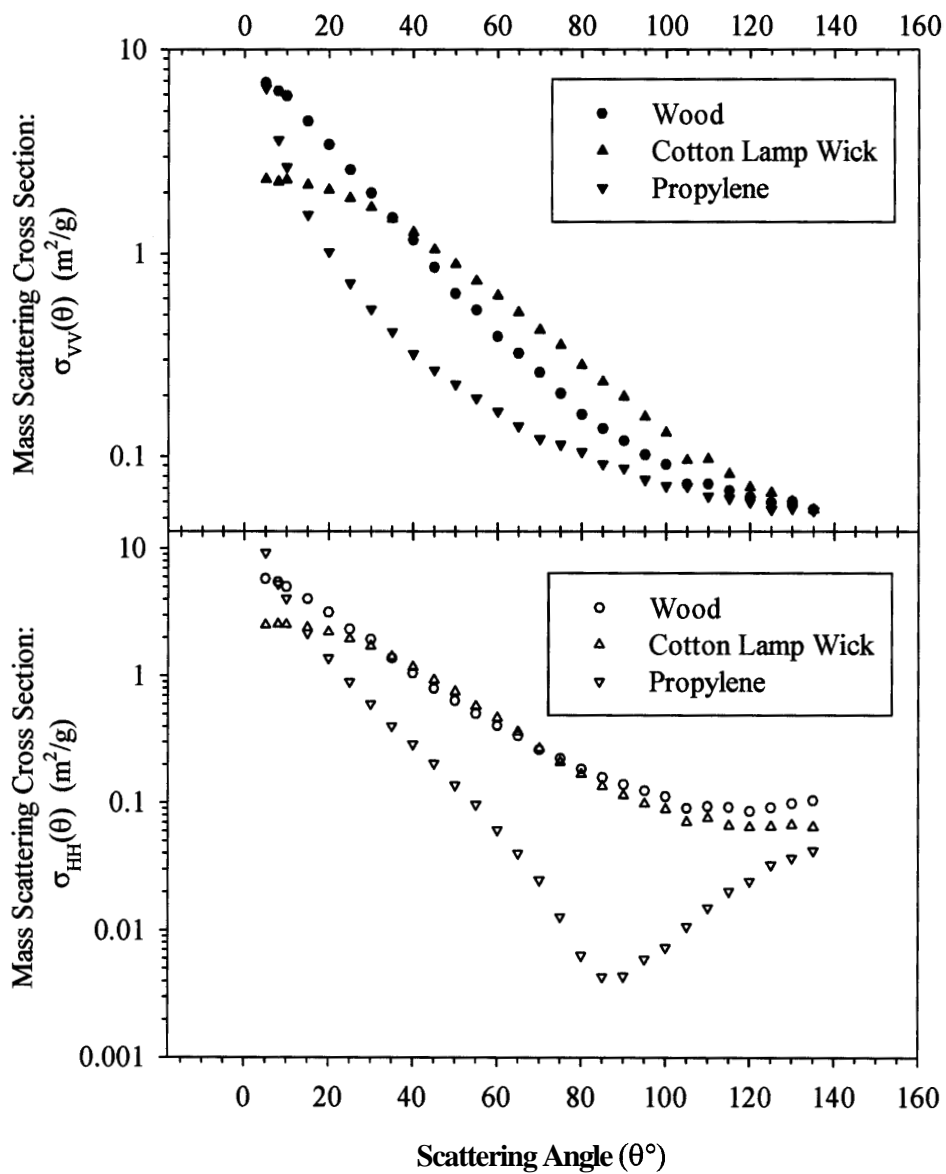 0 20 40 60 80 100 120 140 160
10
1
0.1
Mass Scattering Cross Section:
σVV(θ) (m²/g)
Wood
Cotton Lamp Wick
Propylene
10
1
0.1
0.01
0.001
Mass Scattering Cross Section:
σHH(θ) (m²/g)
Wood
Cotton Lamp Wick
Propylene
0 20 40 60 80 100 120 140 160
Scattering Angle (θ°)